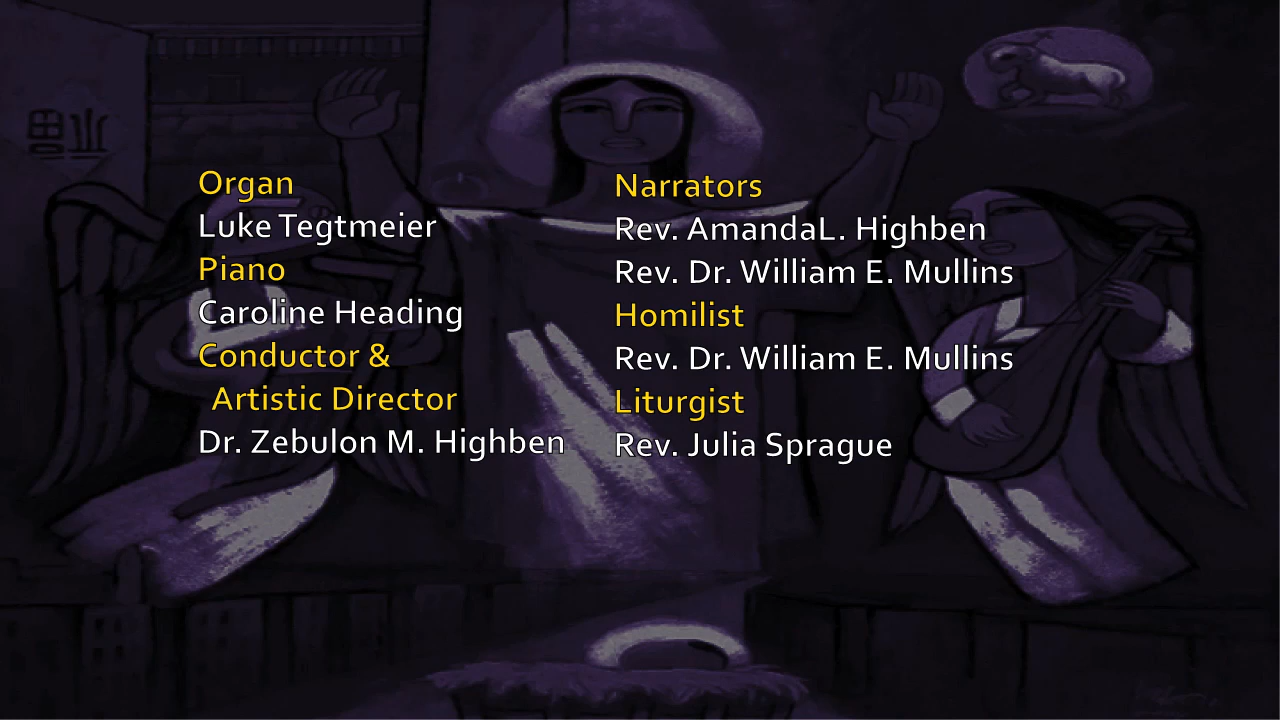 Organ
Luke Tegtmeier
Piano
Caroline Heading
Conductor &
Artistic Director
Dr. Zebulon M. Highben
Narrators
Rev. AmandaL. Highben
Rev. Dr. William E. Mullins
Homilist
Rev. Dr. William E. Mullins
Liturgist
Rev. Julia Sprague